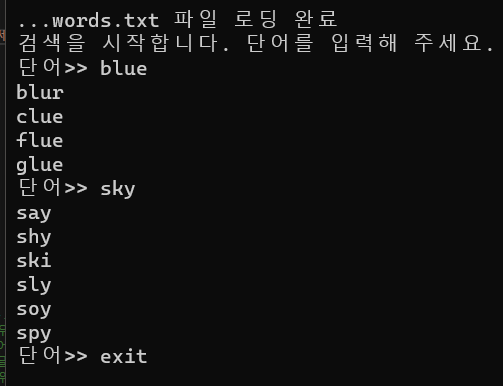 ...words.txt 파일 로딩 완료
검색을 시작합니다. 단어를 입력해 주세요.
단어>> blue
blur
clue
flue
glue
단어>> sky
say
shy
ski
sly
soy
spy
단어>> exit